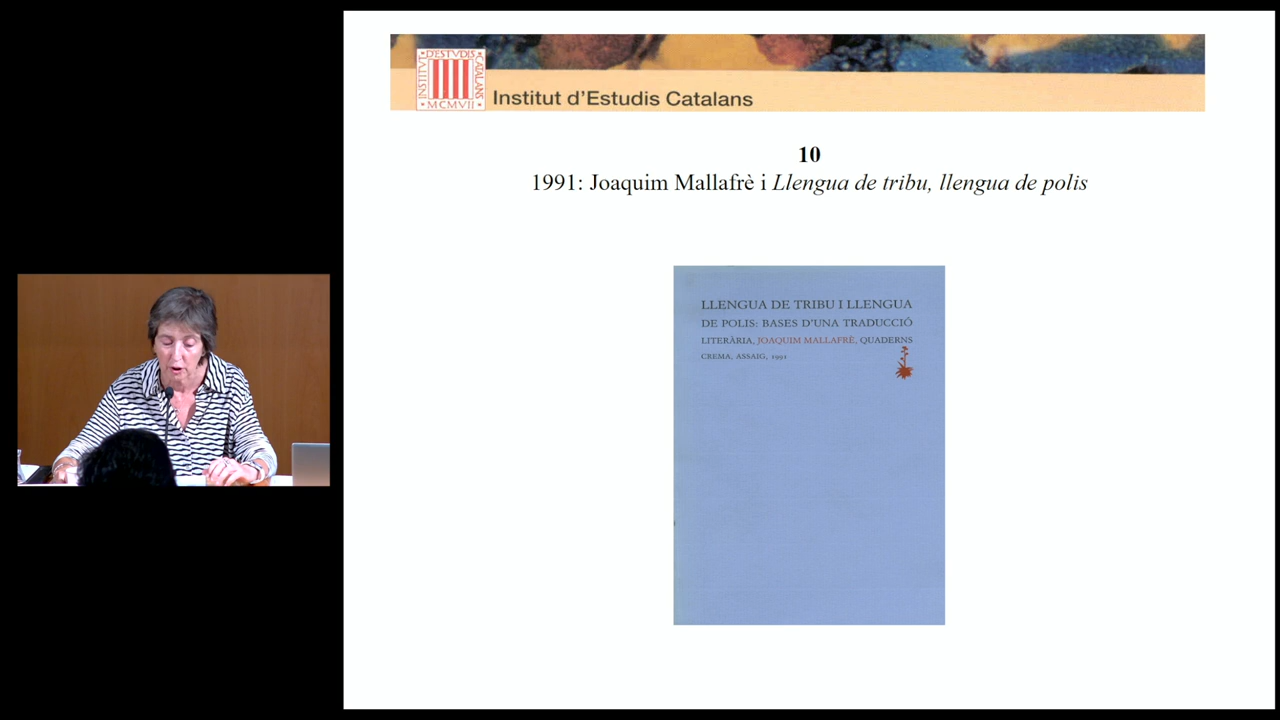 INSTITUT D'ESTVDIS CATALANS
MCMVII
Institut d'Estudis Catalans
10
1991: Joaquim Mallafrè i Llengua de tribu, llengua de polis
LLENGUA DE TRIBU I LLENGUA
DE POLIS: BASES D'UNA TRADUCCIÓ
LITERÀRIA, JOAQUIM MALLAFRÈ, QUADERNS
CREMA, ASSAIG, 1991